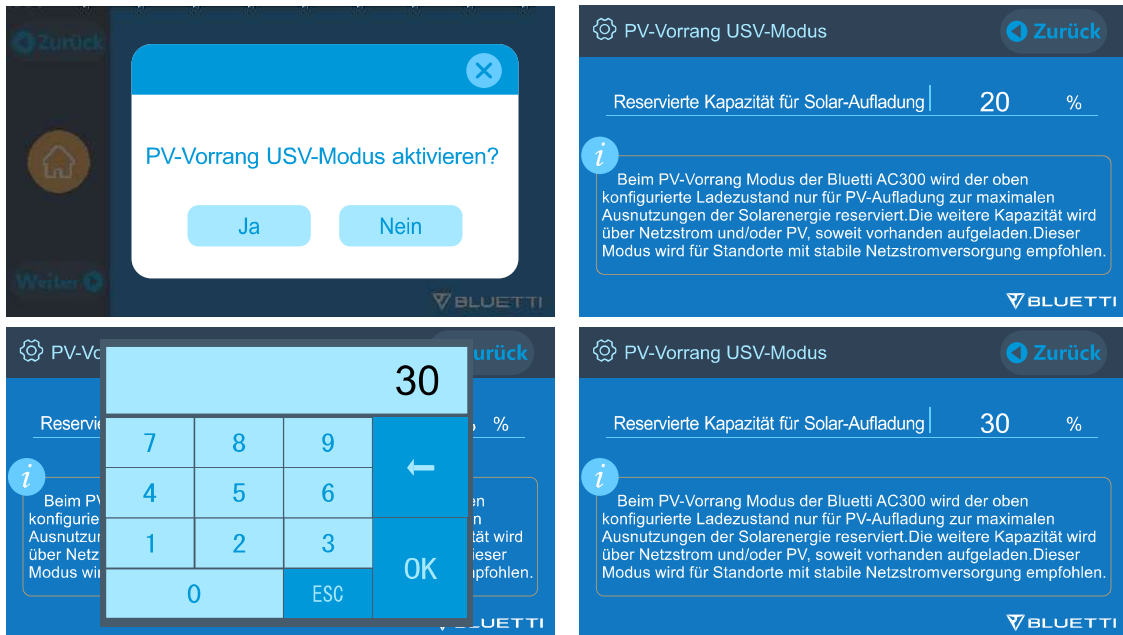 Zurück
PV-Vorrang USV-Modus aktivieren?
Ja
Nein
Weiter
BLUETTI
PV-Vorrang USV-Modus
Zurück
Reservierte Kapazität für Solar-Aufladung 20 %
i
Beim PV-Vorrang Modus der Bluetti AC300 wird der oben
konfigurierte Ladezustand nur für PV-Aufladung zur maximalen
Ausnutzungen der Solarenergie reserviert.Die weitere Kapazität wird
über Netzstrom und/oder PV, soweit vorhanden aufgeladen.Dieser
Modus wird für Standorte mit stabile Netzstromversorgung empfohlen.
BLUETTI
PV-Vo
urück
30
Reservie
%
7 8 9 ←
4 5 6
1 2 3
0 ESC OK
i
Beim PV
en
konfigurie
n
Ausnutzu
tät wird
über Netz
ieser
Modus wi
pfohlen.
UETTI
PV-Vorrang USV-Modus
Zurück
Reservierte Kapazität für Solar-Aufladung 30 %
i
Beim PV-Vorrang Modus der Bluetti AC300 wird der oben
konfigurierte Ladezustand nur für PV-Aufladung zur maximalen
Ausnutzungen der Solarenergie reserviert.Die weitere Kapazität wird
über Netzstrom und/oder PV, soweit vorhanden aufgeladen.Dieser
Modus wird für Standorte mit stabile Netzstromversorgung empfohlen.
BLUETTI